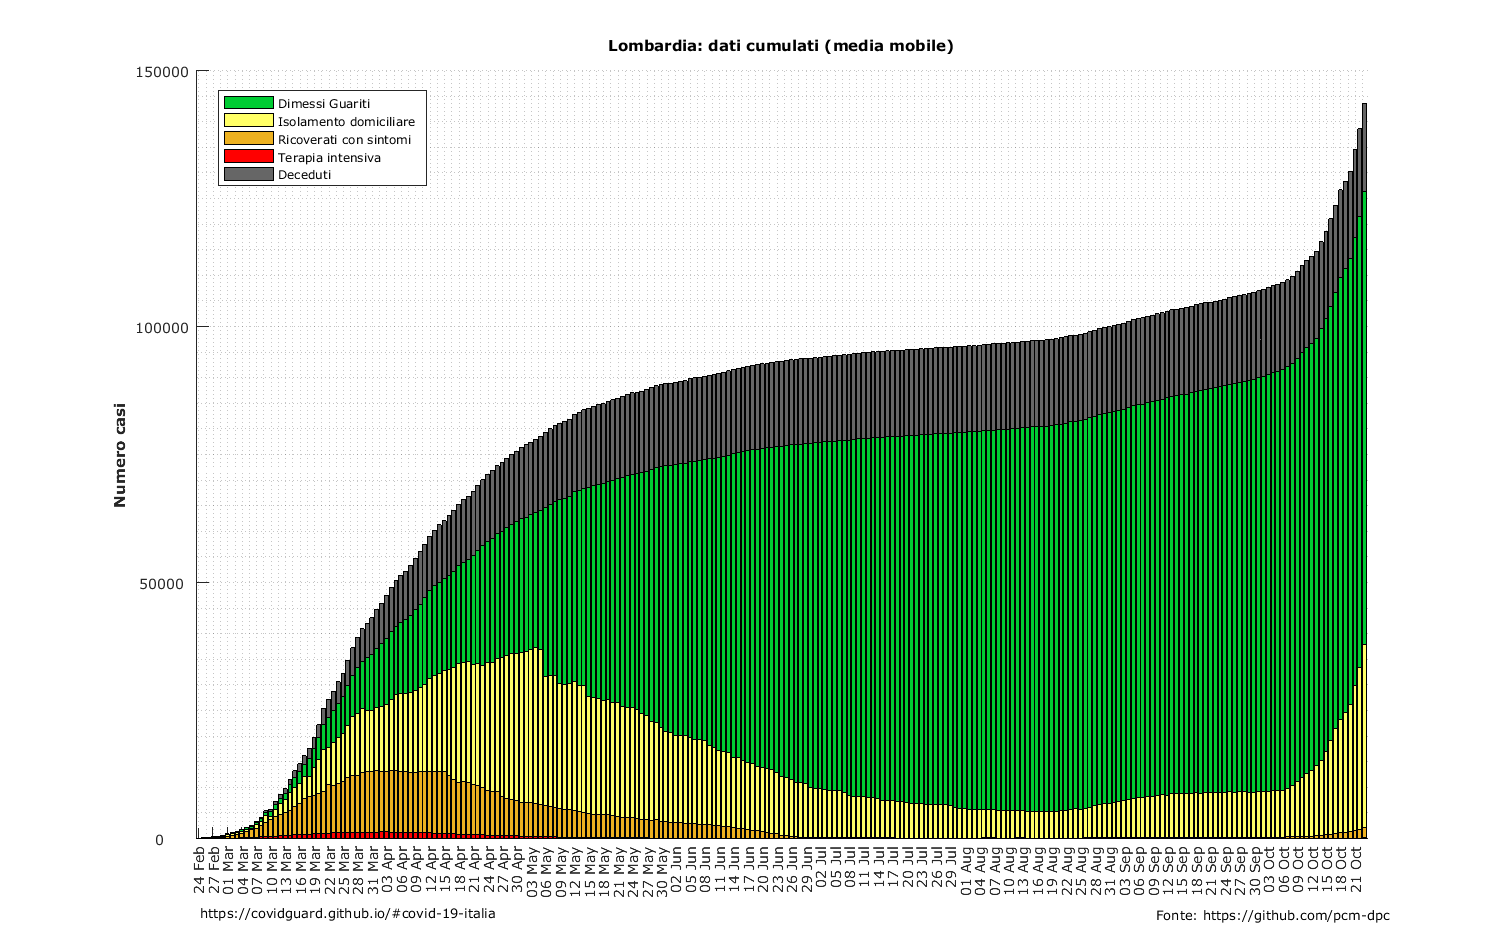 Lombardia: dati cumulati (media mobile)
150000
100000
50000
0
Numero casi
Dimessi Guariti
Isolamento domiciliare
Ricoverati con sintomi
Terapia intensiva
Deceduti
24 Feb
27 Feb
01 Mar
04 Mar
07 Mar
10 Mar
13 Mar
16 Mar
19 Mar
22 Mar
25 Mar
28 Mar
31 Mar
03 Apr
06 Apr
09 Apr
12 Apr
15 Apr
18 Apr
21 Apr
24 Apr
27 Apr
30 Apr
03 May
06 May
09 May
12 May
15 May
18 May
21 May
24 May
27 May
30 May
02 Jun
05 Jun
08 Jun
11 Jun
14 Jun
17 Jun
20 Jun
23 Jun
26 Jun
29 Jun
02 Jul
05 Jul
08 Jul
11 Jul
14 Jul
17 Jul
20 Jul
23 Jul
26 Jul
29 Jul
01 Aug
04 Aug
07 Aug
10 Aug
13 Aug
16 Aug
19 Aug
22 Aug
25 Aug
28 Aug
31 Aug
03 Sep
06 Sep
09 Sep
12 Sep
15 Sep
18 Sep
21 Sep
24 Sep
27 Sep
30 Sep
03 Oct
06 Oct
09 Oct
12 Oct
15 Oct
18 Oct
21 Oct
https://covidguard.github.io/#covid-19-italia
Fonte: https://github.com/pcm-dpc